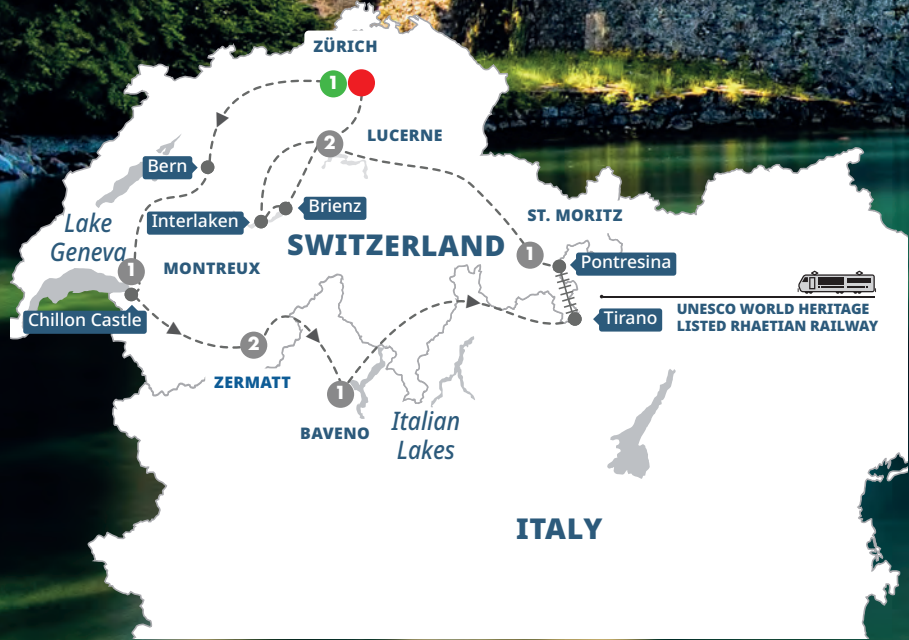 ZÜRICH
1
2
LUCERNE
Bern
Brienz
Interlaken
Lake
Geneva
ST. MORITZ
SWITZERLAND
1
Pontresina
1
MONTREUX
Chillon Castle
Tirano
UNESCO WORLD HERITAGE
LISTED RHAETIAN RAILWAY
2
ZERMATT
1
BAVENO
Italian
Lakes
ITALY